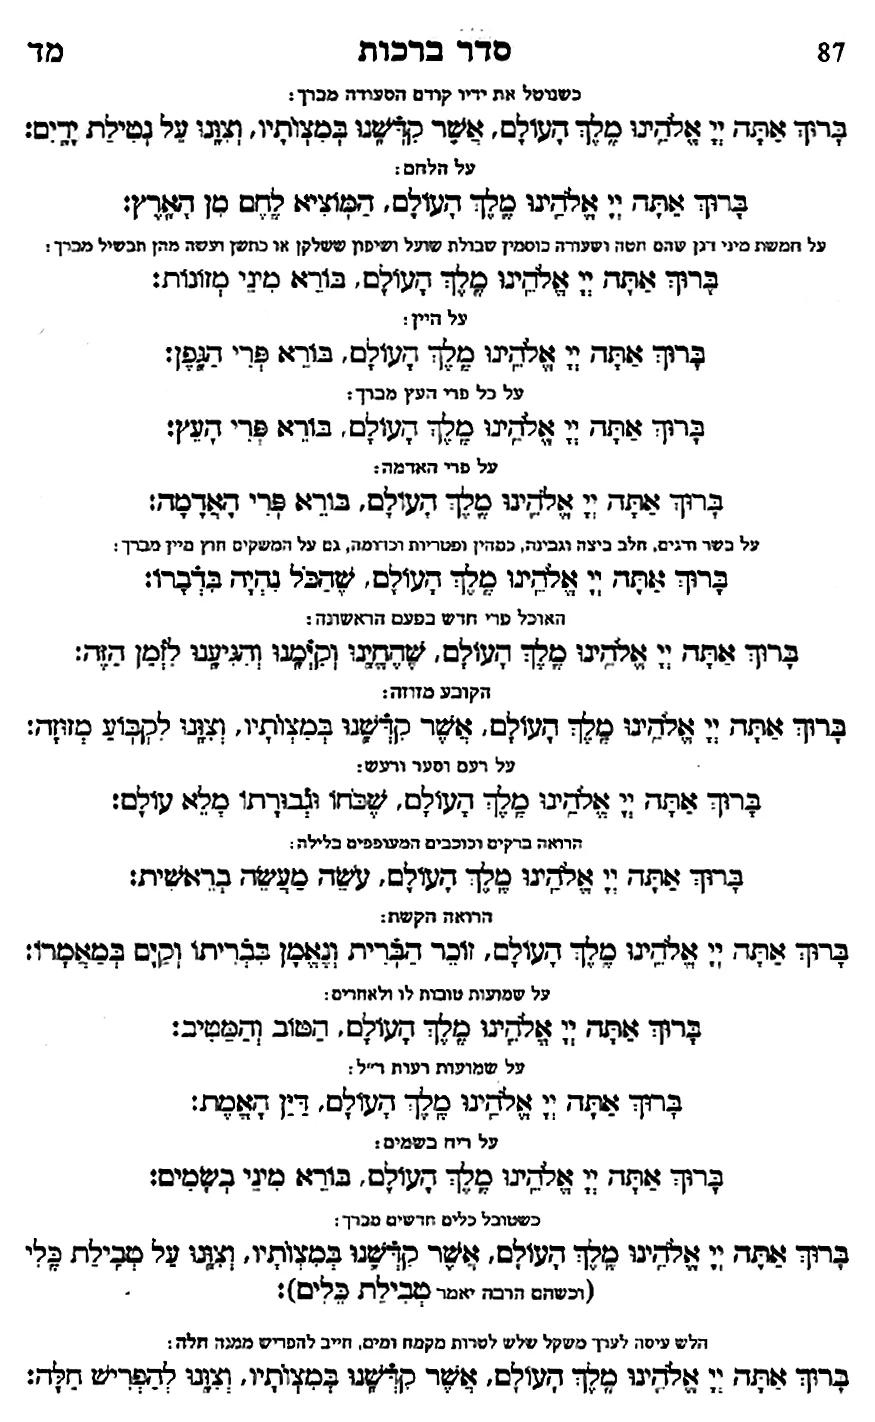 87 סדר ברכות מד
כשנוטל את ידיו קודם הסעודה מברך:
בָּרוּךְ אַתָּה יְיָ אֱלֹהֵינוּ מֶלֶךְ הָעוֹלָם, אֲשֶׁר קִדְּשָׁנוּ בְּמִצְוֹתָיו, וְצִוָּנוּ עַל נְטִילַת יָדָיִם:
על הלחם:
בָּרוּךְ אַתָּה יְיָ אֱלֹהֵינוּ מֶלֶךְ הָעוֹלָם, הַמּוֹצִיא לֶחֶם מִן הָאָרֶץ:
על חמשת מיני דגן שהם חטה ושעורה כוסמין שבולת שועל ושיפון ששלקן או כתשן ועשה מהן תבשיל מברך:
בָּרוּךְ אַתָּה יְיָ אֱלֹהֵינוּ מֶלֶךְ הָעוֹלָם, בּוֹרֵא מִינֵי מְזוֹנוֹת:
על היין:
בָּרוּךְ אַתָּה יְיָ אֱלֹהֵינוּ מֶלֶךְ הָעוֹלָם, בּוֹרֵא פְּרִי הַגָּפֶן:
על כל פרי העץ מברך:
בָּרוּךְ אַתָּה יְיָ אֱלֹהֵינוּ מֶלֶךְ הָעוֹלָם, בּוֹרֵא פְּרִי הָעֵץ:
על פרי האדמה:
בָּרוּךְ אַתָּה יְיָ אֱלֹהֵינוּ מֶלֶךְ הָעוֹלָם, בּוֹרֵא פְּרִי הָאֲדָמָה:
על בשר ודגים, חלב ביצה וגבינה, כמהין ופטריות וכדומה, גם על המשקים חוץ מיין מברך:
בָּרוּךְ אַתָּה יְיָ אֱלֹהֵינוּ מֶלֶךְ הָעוֹלָם, שֶׁהַכֹּל נִהְיָה בִּדְבָרוֹ:
האוכל פרי חדש בפעם הראשונה:
בָּרוּךְ אַתָּה יְיָ אֱלֹהֵינוּ מֶלֶךְ הָעוֹלָם, שֶׁהֶחֱיָנוּ וְקִיְּמָנוּ וְהִגִּיעָנוּ לַזְּמַן הַזֶּה:
הקובע מזוזה:
בָּרוּךְ אַתָּה יְיָ אֱלֹהֵינוּ מֶלֶךְ הָעוֹלָם, אֲשֶׁר קִדְּשָׁנוּ בְּמִצְוֹתָיו, וְצִוָּנוּ לִקְבּוֹעַ מְזוּזָה:
על רעם וסער ורעש:
בָּרוּךְ אַתָּה יְיָ אֱלֹהֵינוּ מֶלֶךְ הָעוֹלָם, שֶׁכֹּחוֹ וּגְבוּרָתוֹ מָלֵא עוֹלָם:
הרואה ברקים וכוכבים המעופפים בלילה:
בָּרוּךְ אַתָּה יְיָ אֱלֹהֵינוּ מֶלֶךְ הָעוֹלָם, עֹשֶׂה מַעֲשֵׂה בְרֵאשִׁית:
הרואה הקשת:
בָּרוּךְ אַתָּה יְיָ אֱלֹהֵינוּ מֶלֶךְ הָעוֹלָם, זוֹכֵר הַבְּרִית וְנֶאֱמָן בִּבְרִיתוֹ וְקַיָּם בְּמַאֲמָרוֹ:
על שמועות טובות לו ולאחרים:
בָּרוּךְ אַתָּה יְיָ אֱלֹהֵינוּ מֶלֶךְ הָעוֹלָם, הַטּוֹב וְהַמֵּטִיב:
על שמועות רעות ר״ל:
בָּרוּךְ אַתָּה יְיָ אֱלֹהֵינוּ מֶלֶךְ הָעוֹלָם, דַּיַּן הָאֱמֶת:
על ריח בשמים:
בָּרוּךְ אַתָּה יְיָ אֱלֹהֵינוּ מֶלֶךְ הָעוֹלָם, בּוֹרֵא מִינֵי בְשָׂמִים:
כשטובל כלים חדשים מברך:
בָּרוּךְ אַתָּה יְיָ אֱלֹהֵינוּ מֶלֶךְ הָעוֹלָם, אֲשֶׁר קִדְּשָׁנוּ בְּמִצְוֹתָיו, וְצִוָּנוּ עַל טְבִילַת כֶּלִי
(וכשהם הרבה יאמר טְבִילַת כֵּלִים):
הלש עיסה לערך משקל שלש לטרות מקמח ומים, חייב להפריש ממנה חלה:
בָּרוּךְ אַתָּה יְיָ אֱלֹהֵינוּ מֶלֶךְ הָעוֹלָם, אֲשֶׁר קִדְּשָׁנוּ בְּמִצְוֹתָיו, וְצִוָּנוּ לְהַפְרִישׁ חַלָּה: